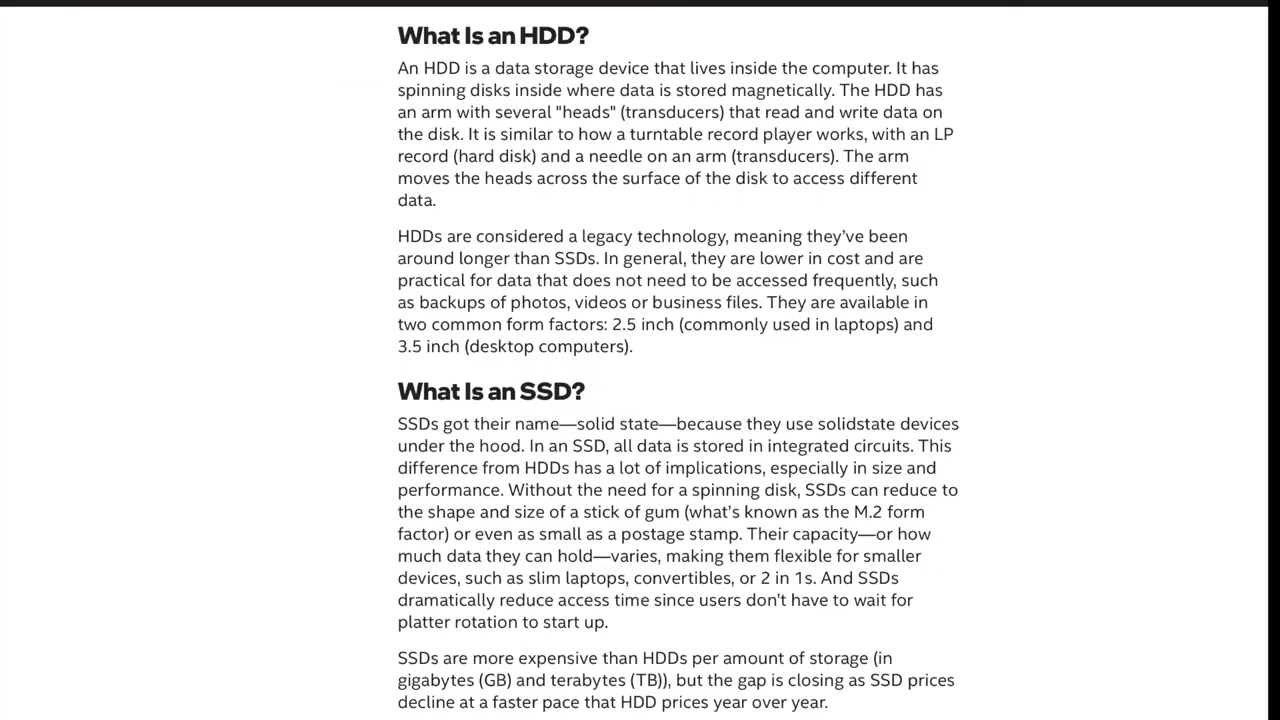 What Is an HDD?
An HDD is a data storage device that lives inside the computer. It has
spinning disks inside where data is stored magnetically. The HDD has
an arm with several "heads" (transducers) that read and write data on
the disk. It is similar to how a turntable record player works, with an LP
record (hard disk) and a needle on an arm (transducers). The arm
moves the heads across the surface of the disk to access different
data.
HDDs are considered a legacy technology, meaning they’ve been
around longer than SSDs. In general, they are lower in cost and are
practical for data that does not need to be accessed frequently, such
as backups of photos, videos or business files. They are available in
two common form factors: 2.5 inch (commonly used in laptops) and
3.5 inch (desktop computers).
What Is an SSD?
SSDs got their name—solid state—because they use solidstate devices
under the hood. In an SSD, all data is stored in integrated circuits. This
difference from HDDs has a lot of implications, especially in size and
performance. Without the need for a spinning disk, SSDs can reduce to
the shape and size of a stick of gum (what’s known as the M.2 form
factor) or even as small as a postage stamp. Their capacity—or how
much data they can hold—varies, making them flexible for smaller
devices, such as slim laptops, convertibles, or 2 in 1s. And SSDs
dramatically reduce access time since users don’t have to wait for
platter rotation to start up.
SSDs are more expensive than HDDs per amount of storage (in
gigabytes (GB) and terabytes (TB)), but the gap is closing as SSD prices
decline at a faster pace that HDD prices year over year.